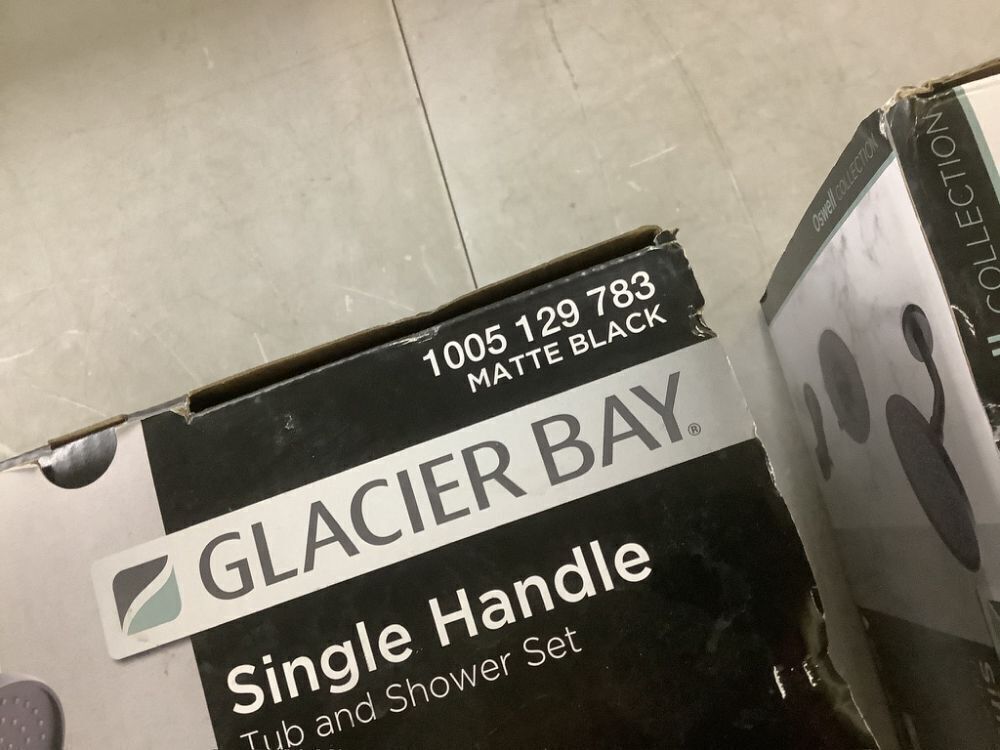 1005 129 783
MATTE BLACK
GLACIER BAY®
Single Handle
Tub and Shower Set
Oswell COLLECTION
COLLECTION